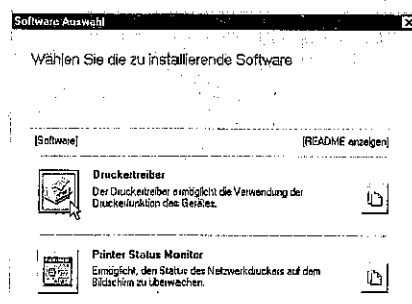 Software Auswahl
Wählen Sie die zu installierende Software
[Software] [README anzeigen]
Druckertreiber
Der Druckertreiber ermöglicht die Verwendung der
Druckerfunktion des Gerätes.
Printer Status Monitor
Ermöglicht, den Status des Netzwerkdruckers auf dem
Bildschirm zu überwachen.